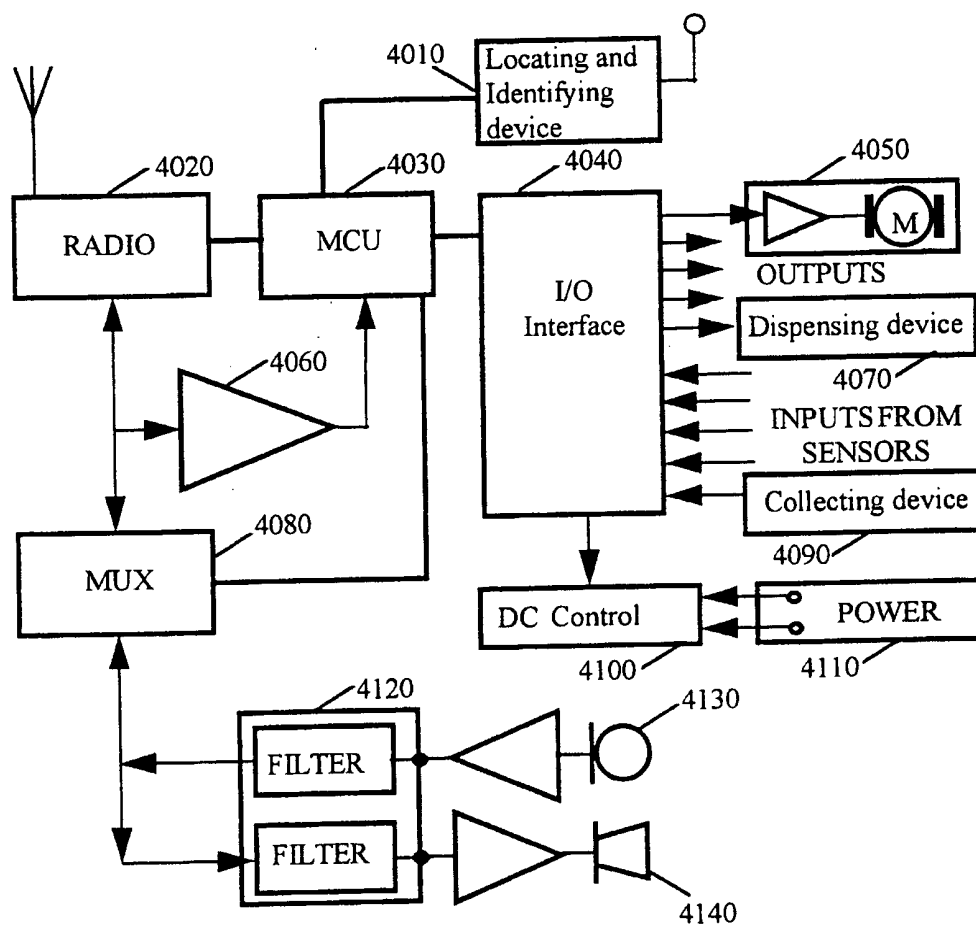 4010
Locating and
Identifying
device
4020
RADIO
4030
MCU
4040
I/O
Interface
4050
M
OUTPUTS
Dispensing device
4070
4060
INPUTS FROM
SENSORS
Collecting device
4090
4080
MUX
DC Control
4100
POWER
4110
4120
FILTER
4130
FILTER
4140